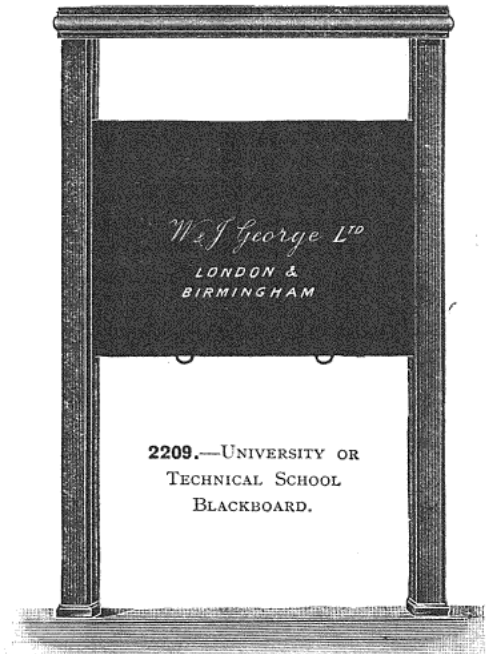 W & J George LTD
LONDON &
BIRMINGHAM
2209.—UNIVERSITY OR
TECHNICAL SCHOOL
BLACKBOARD.